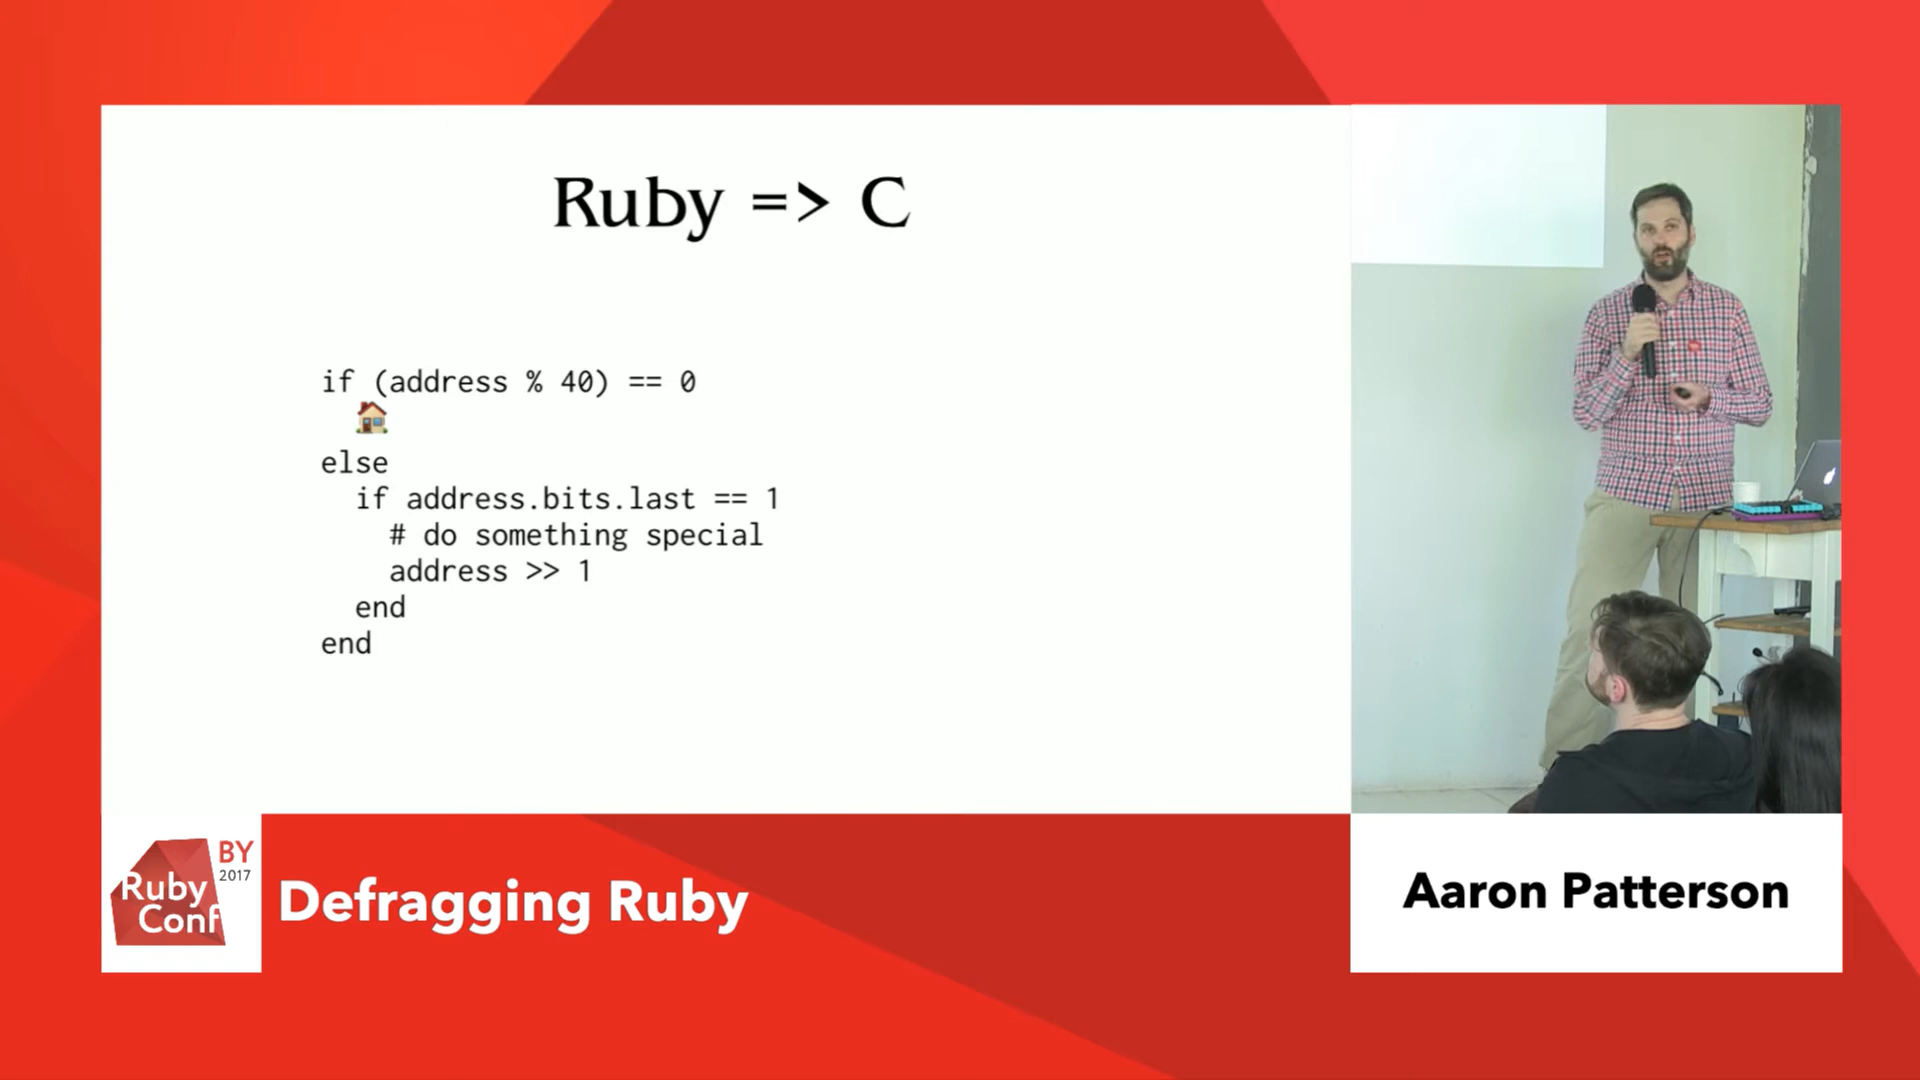 Ruby => C
if (address % 40) == 0
🏠
else
if address.bits.last == 1
# do something special
address >> 1
end
end
Ruby
Conf
BY
2017
Defragging Ruby
Aaron Patterson